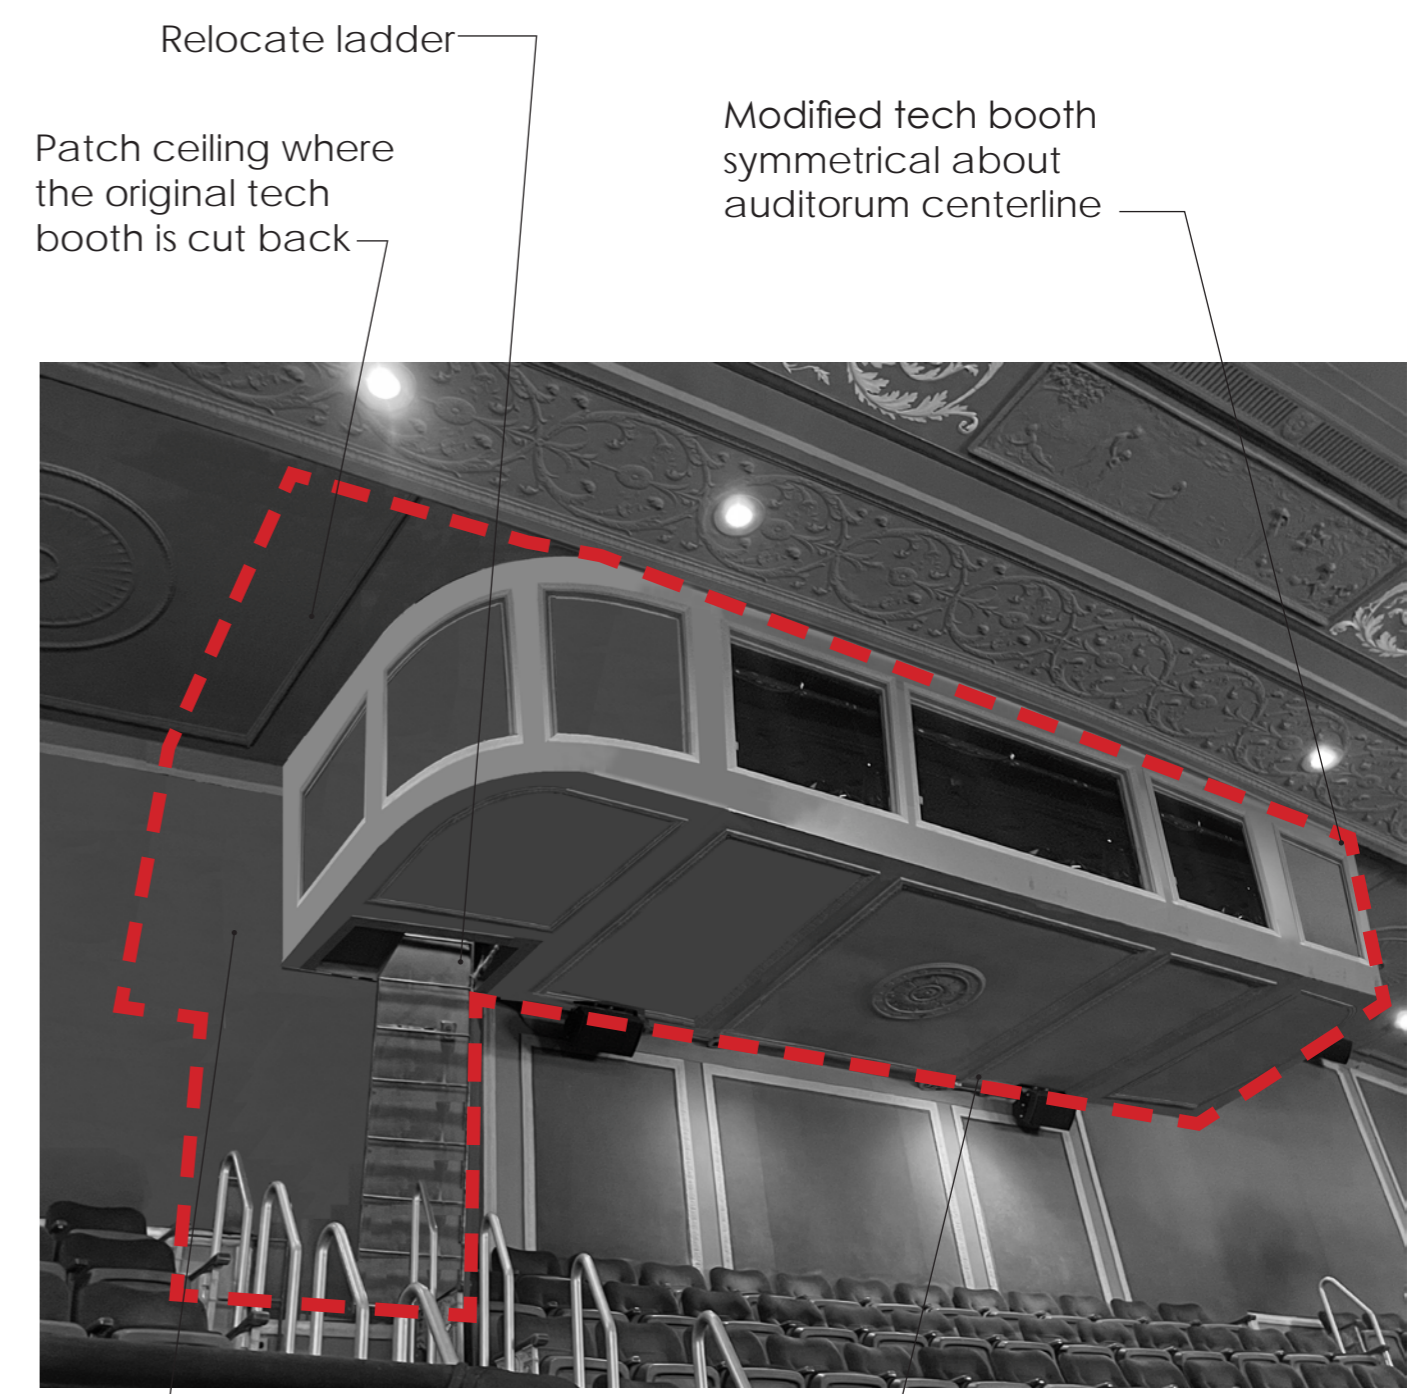 Relocate ladder
Patch ceiling where
the original tech
booth is cut back
Modified tech booth
symmetrical about
auditorum centerline